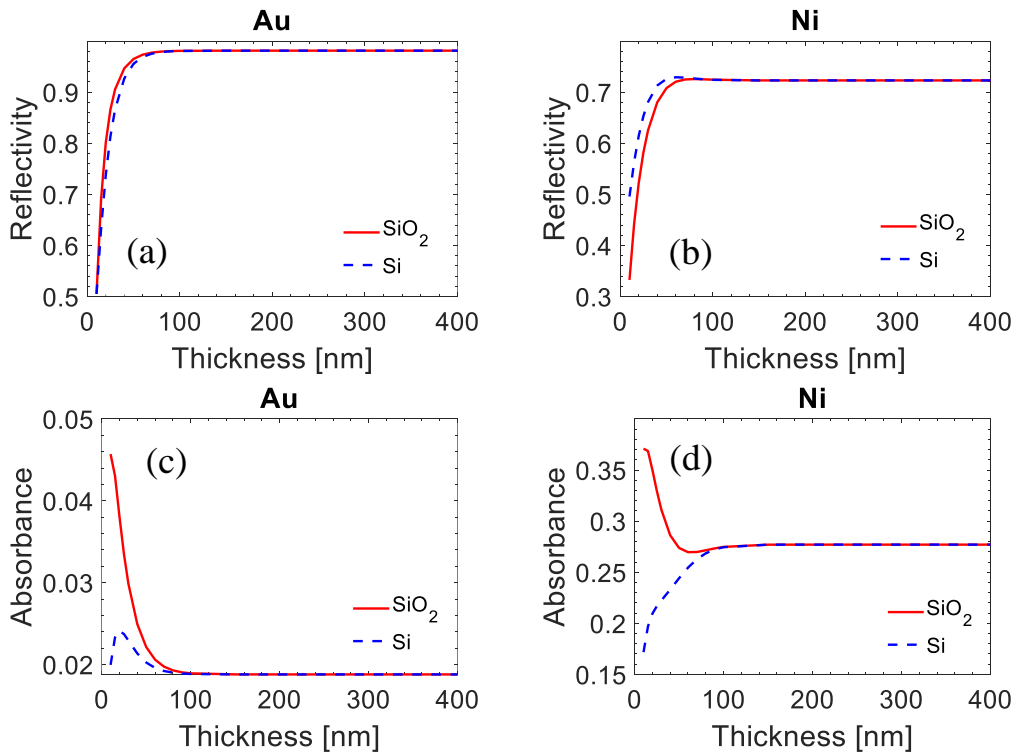 Au
Reflectivity
0.9
0.8
0.7
0.6
0.5
(a)
SiO2
Si
0 100 200 300 400
Thickness [nm]
Ni
Reflectivity
0.7
0.6
0.5
0.4
0.3
(b)
SiO2
Si
0 100 200 300 400
Thickness [nm]
Au
Absorbance
0.05
0.04
0.03
0.02
(c)
SiO2
Si
0 100 200 300 400
Thickness [nm]
Ni
Absorbance
0.35
0.3
0.25
0.2
0.15
(d)
SiO2
Si
0 100 200 300 400
Thickness [nm]